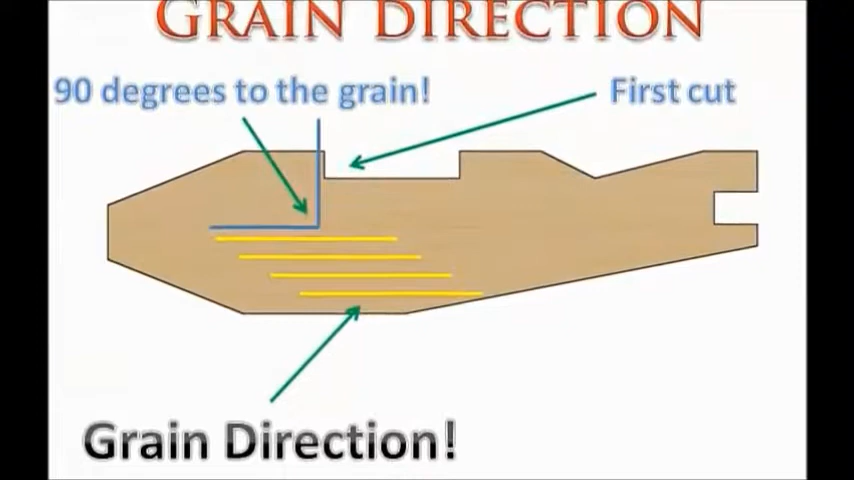 GRAIN DIRECTION
90 degrees to the grain!
First cut
Grain Direction!